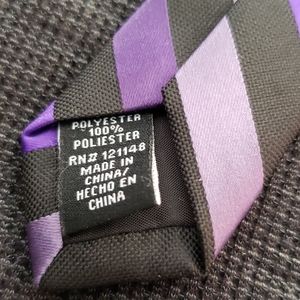 POLYESTER
100%
POLIESTER
RN# 121148
MADE IN
CHINA/
HECHO EN
CHINA